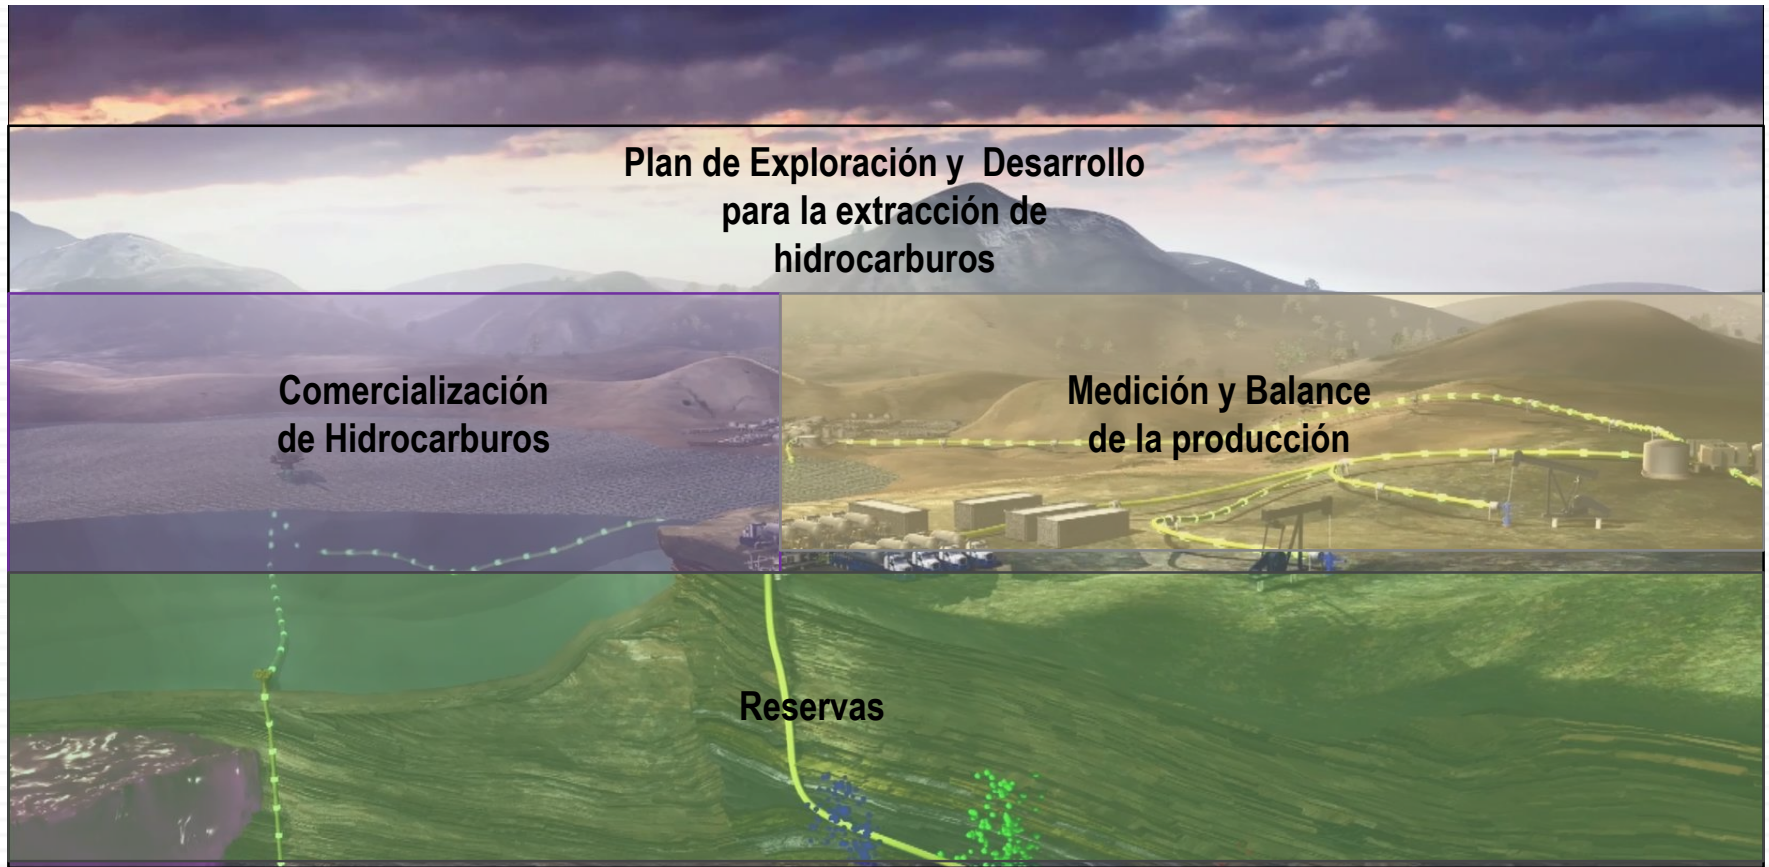 Plan de Exploración y Desarrollo
para la extracción de
hidrocarburos
Comercialización
de Hidrocarburos
Medición y Balance
de la producción
Reservas